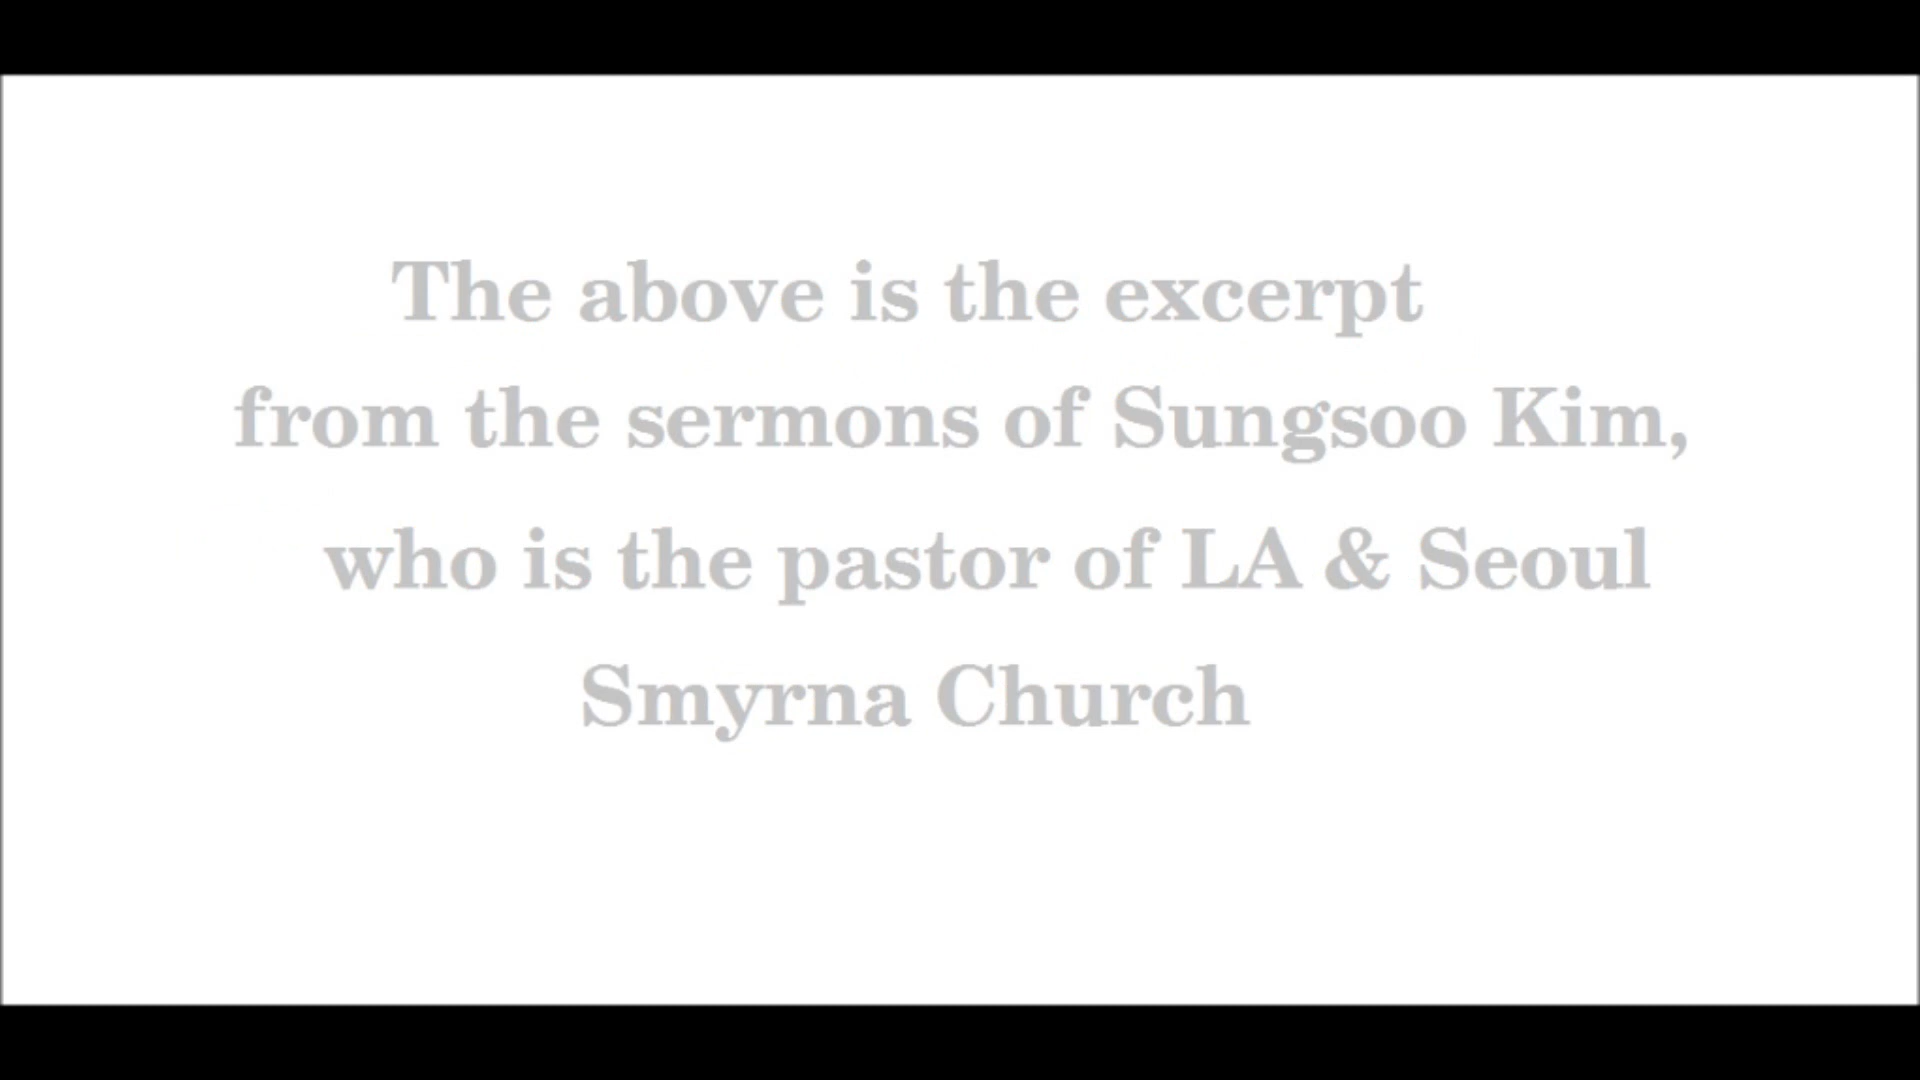 The above is the excerpt
from the sermons of Sungsoo Kim,
who is the pastor of LA & Seoul
Smyrna Church